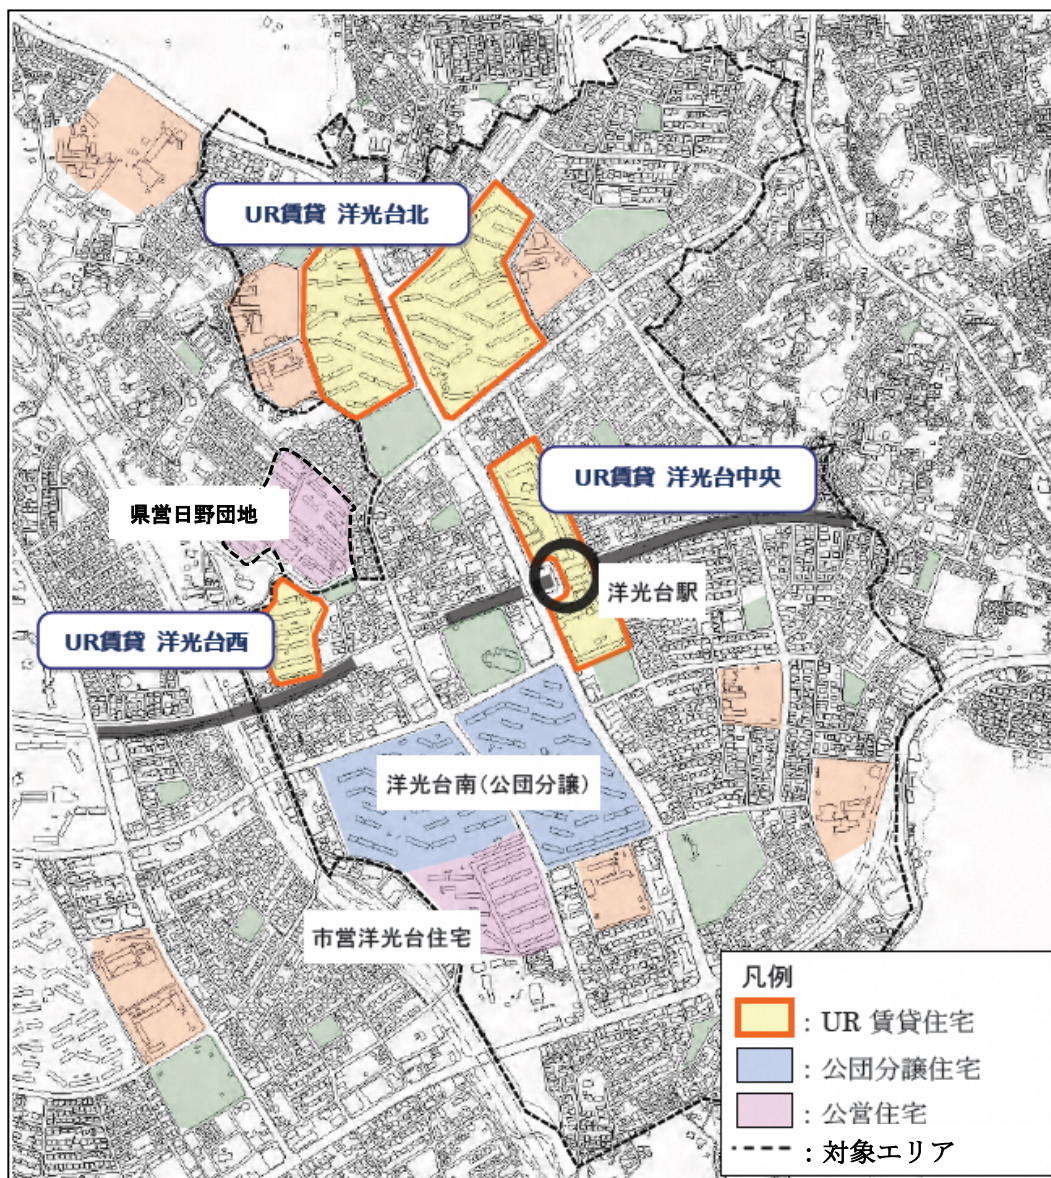 UR賃貸 洋光台北
UR賃貸 洋光台中央
県営日野団地
洋光台駅
UR賃貸 洋光台西
洋光台南(公団分譲)
市営洋光台住宅
凡例
: UR 賃貸住宅
: 公団分譲住宅
: 公営住宅
: 対象エリア